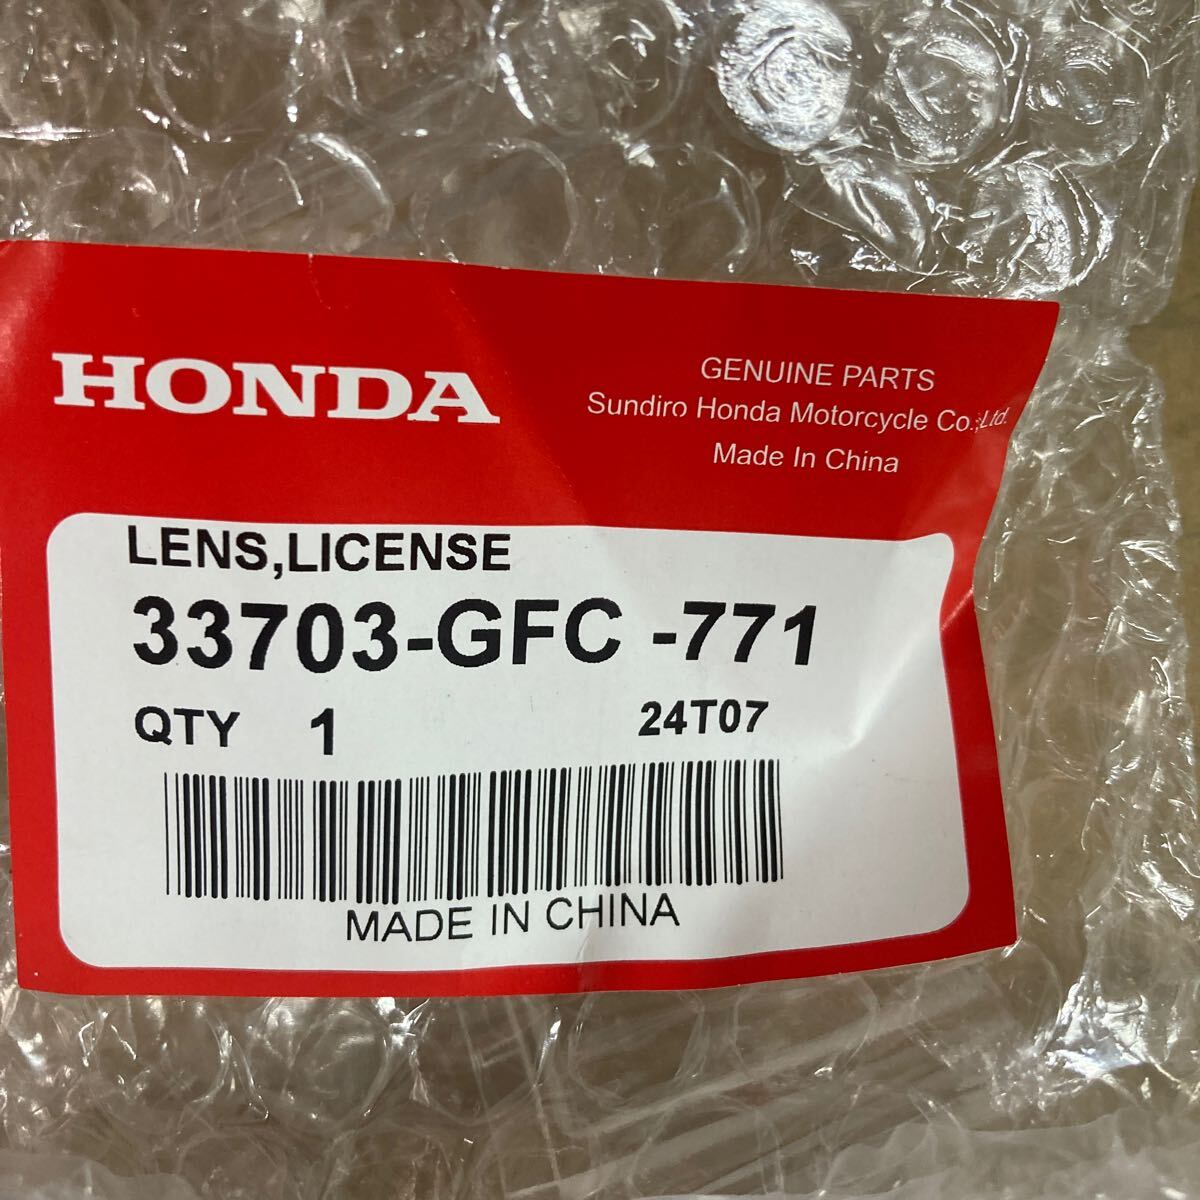 HONDA
GENUINE PARTS
Sundiro Honda Motorcycle Co.,Ltd.
Made In China
LENS,LICENSE
33703-GFC -771
QTY 1 24T07
MADE IN CHINA